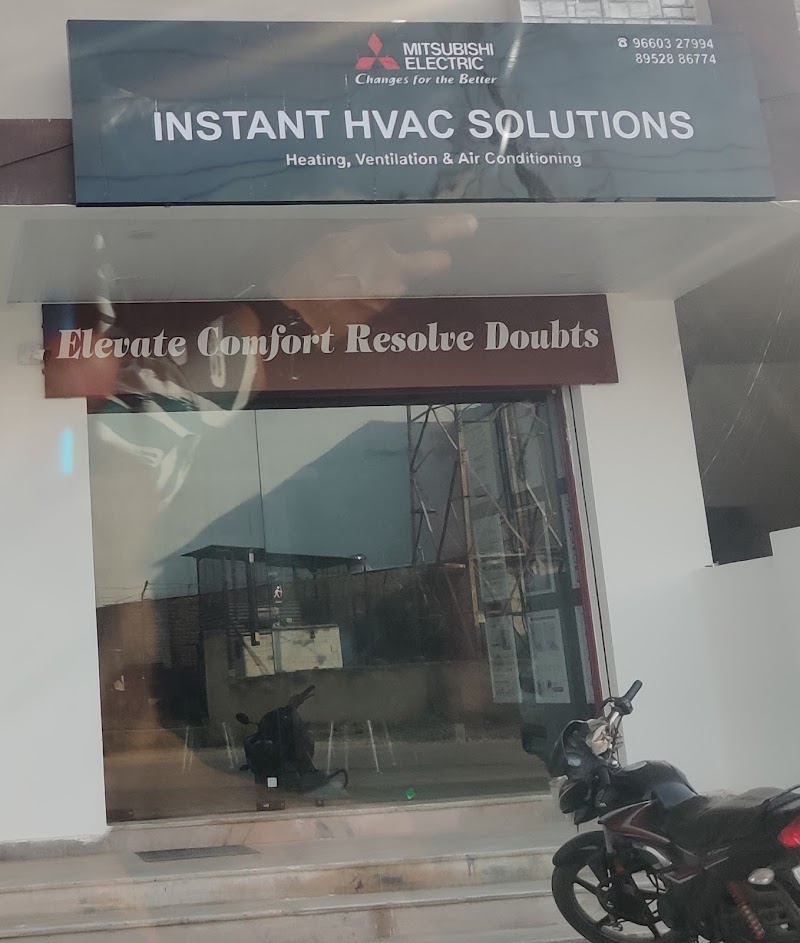 MITSUBISHI
ELECTRIC
Changes for the Better
☎ 96603 27994
89528 86774
INSTANT HVAC SOLUTIONS
Heating, Ventilation & Air Conditioning
Elevate Comfort Resolve Doubts